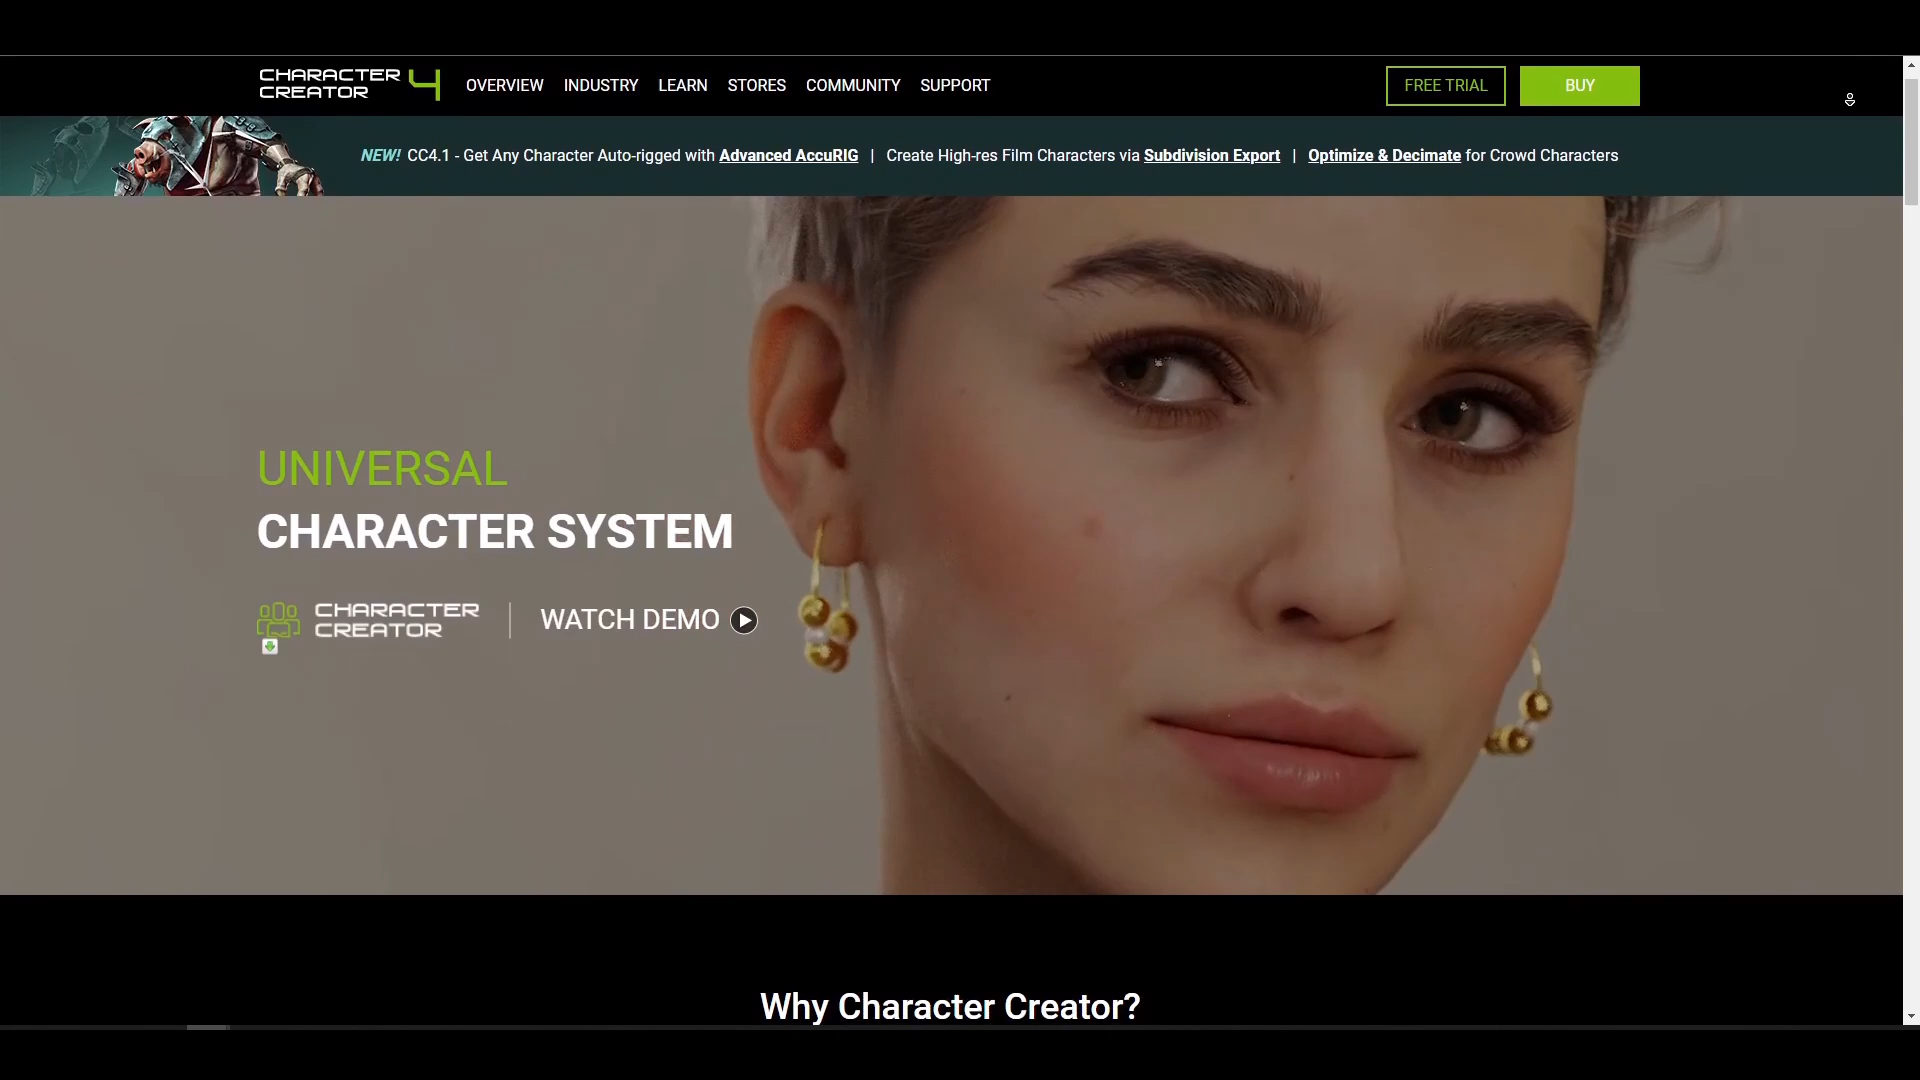 CHARACTER CREATOR 4
OVERVIEW INDUSTRY LEARN STORES COMMUNITY SUPPORT FREE TRIAL BUY
NEW! CC4.1 - Get Any Character Auto-rigged with Advanced AccuRIG | Create High-res Film Characters via Subdivision Export | Optimize & Decimate for Crowd Characters
UNIVERSAL
CHARACTER SYSTEM
CHARACTER CREATOR | WATCH DEMO
Why Character Creator?